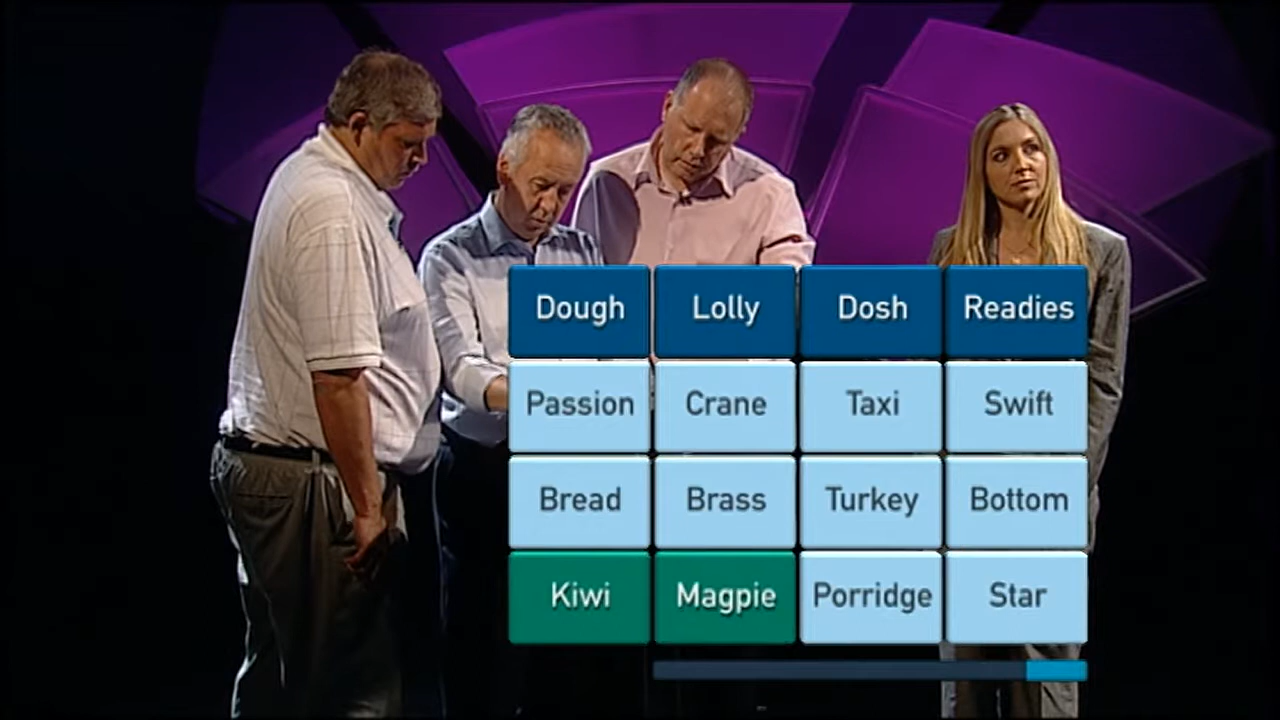 Dough Lolly Dosh Readies
Passion Crane Taxi Swift
Bread Brass Turkey Bottom
Kiwi Magpie Porridge Star